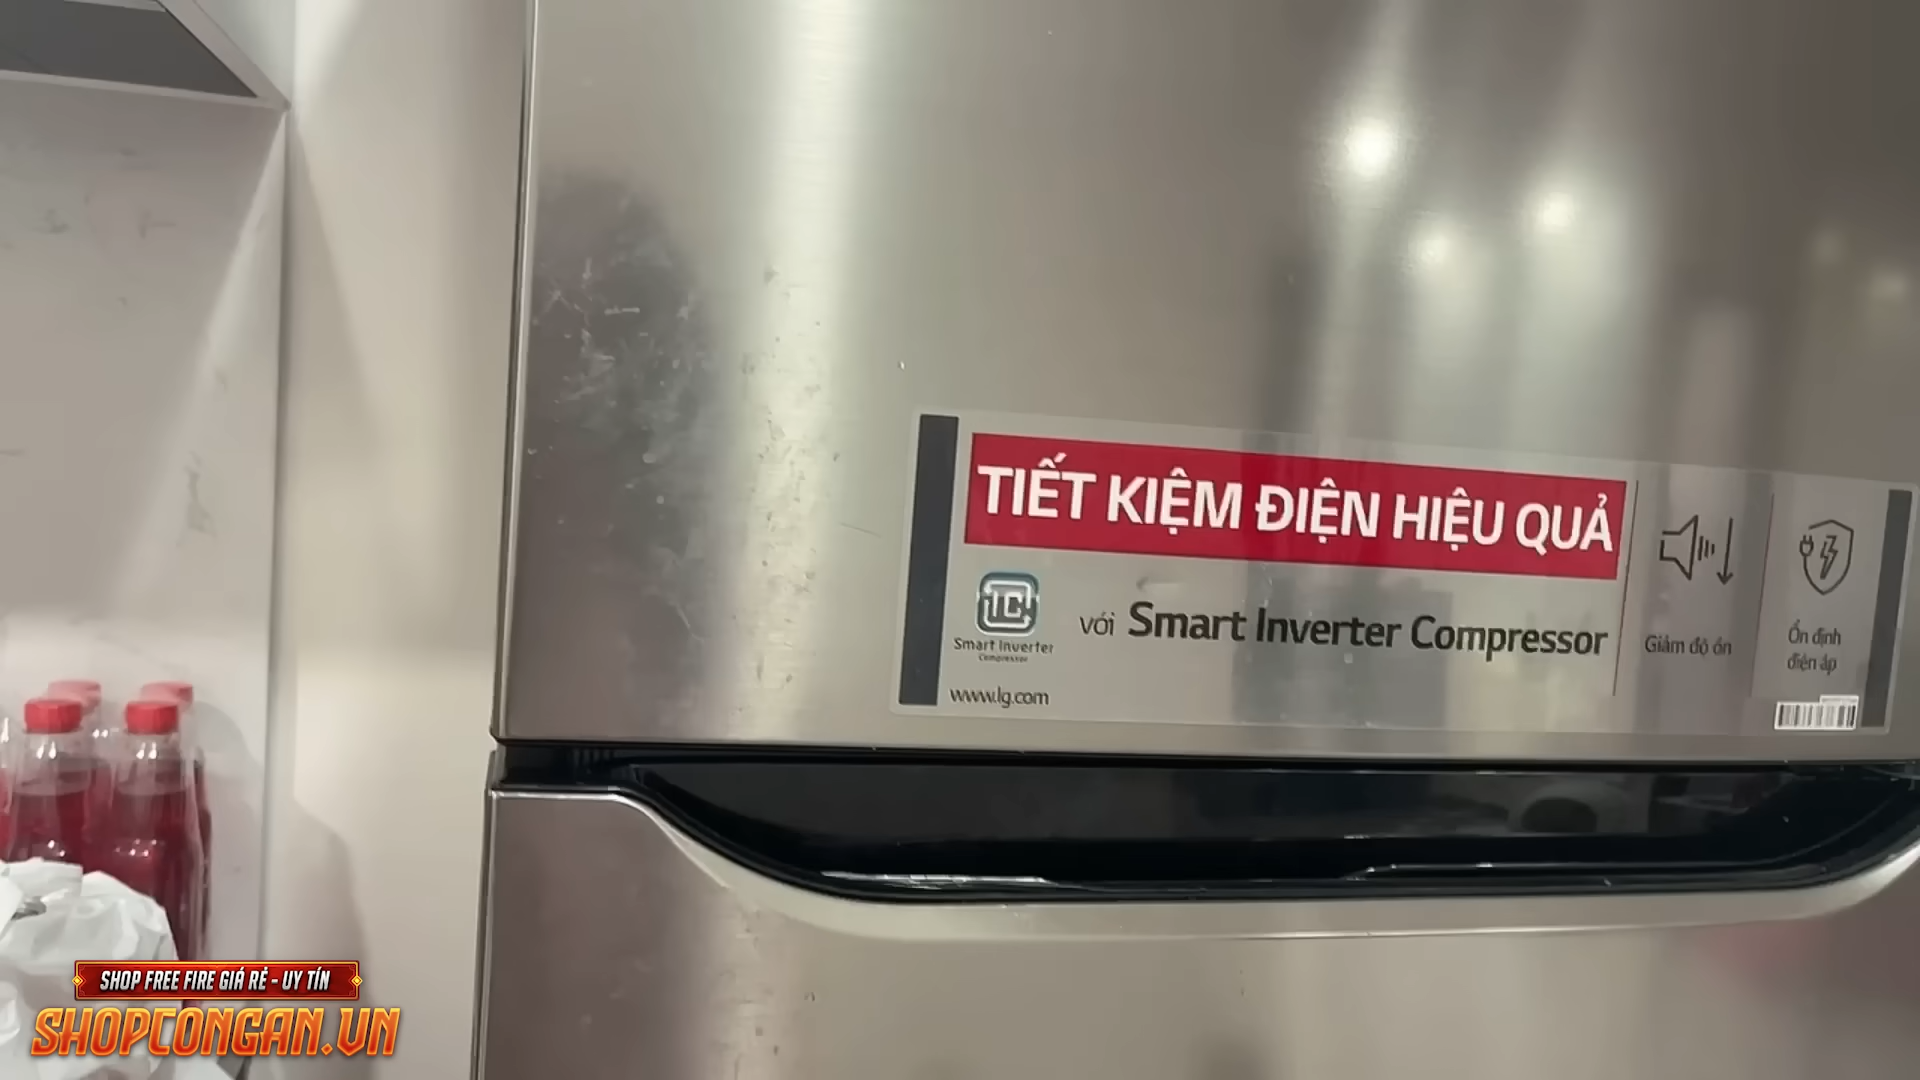 TIẾT KIỆM ĐIỆN HIỆU QUẢ
với Smart Inverter Compressor
Smart Inverter
Compressor
www.lg.com
Giảm độ ồn
Ổn định
điện áp
SHOP FREE FIRE GIÁ RẺ - UY TÍN
SHOPCONGAN.VN